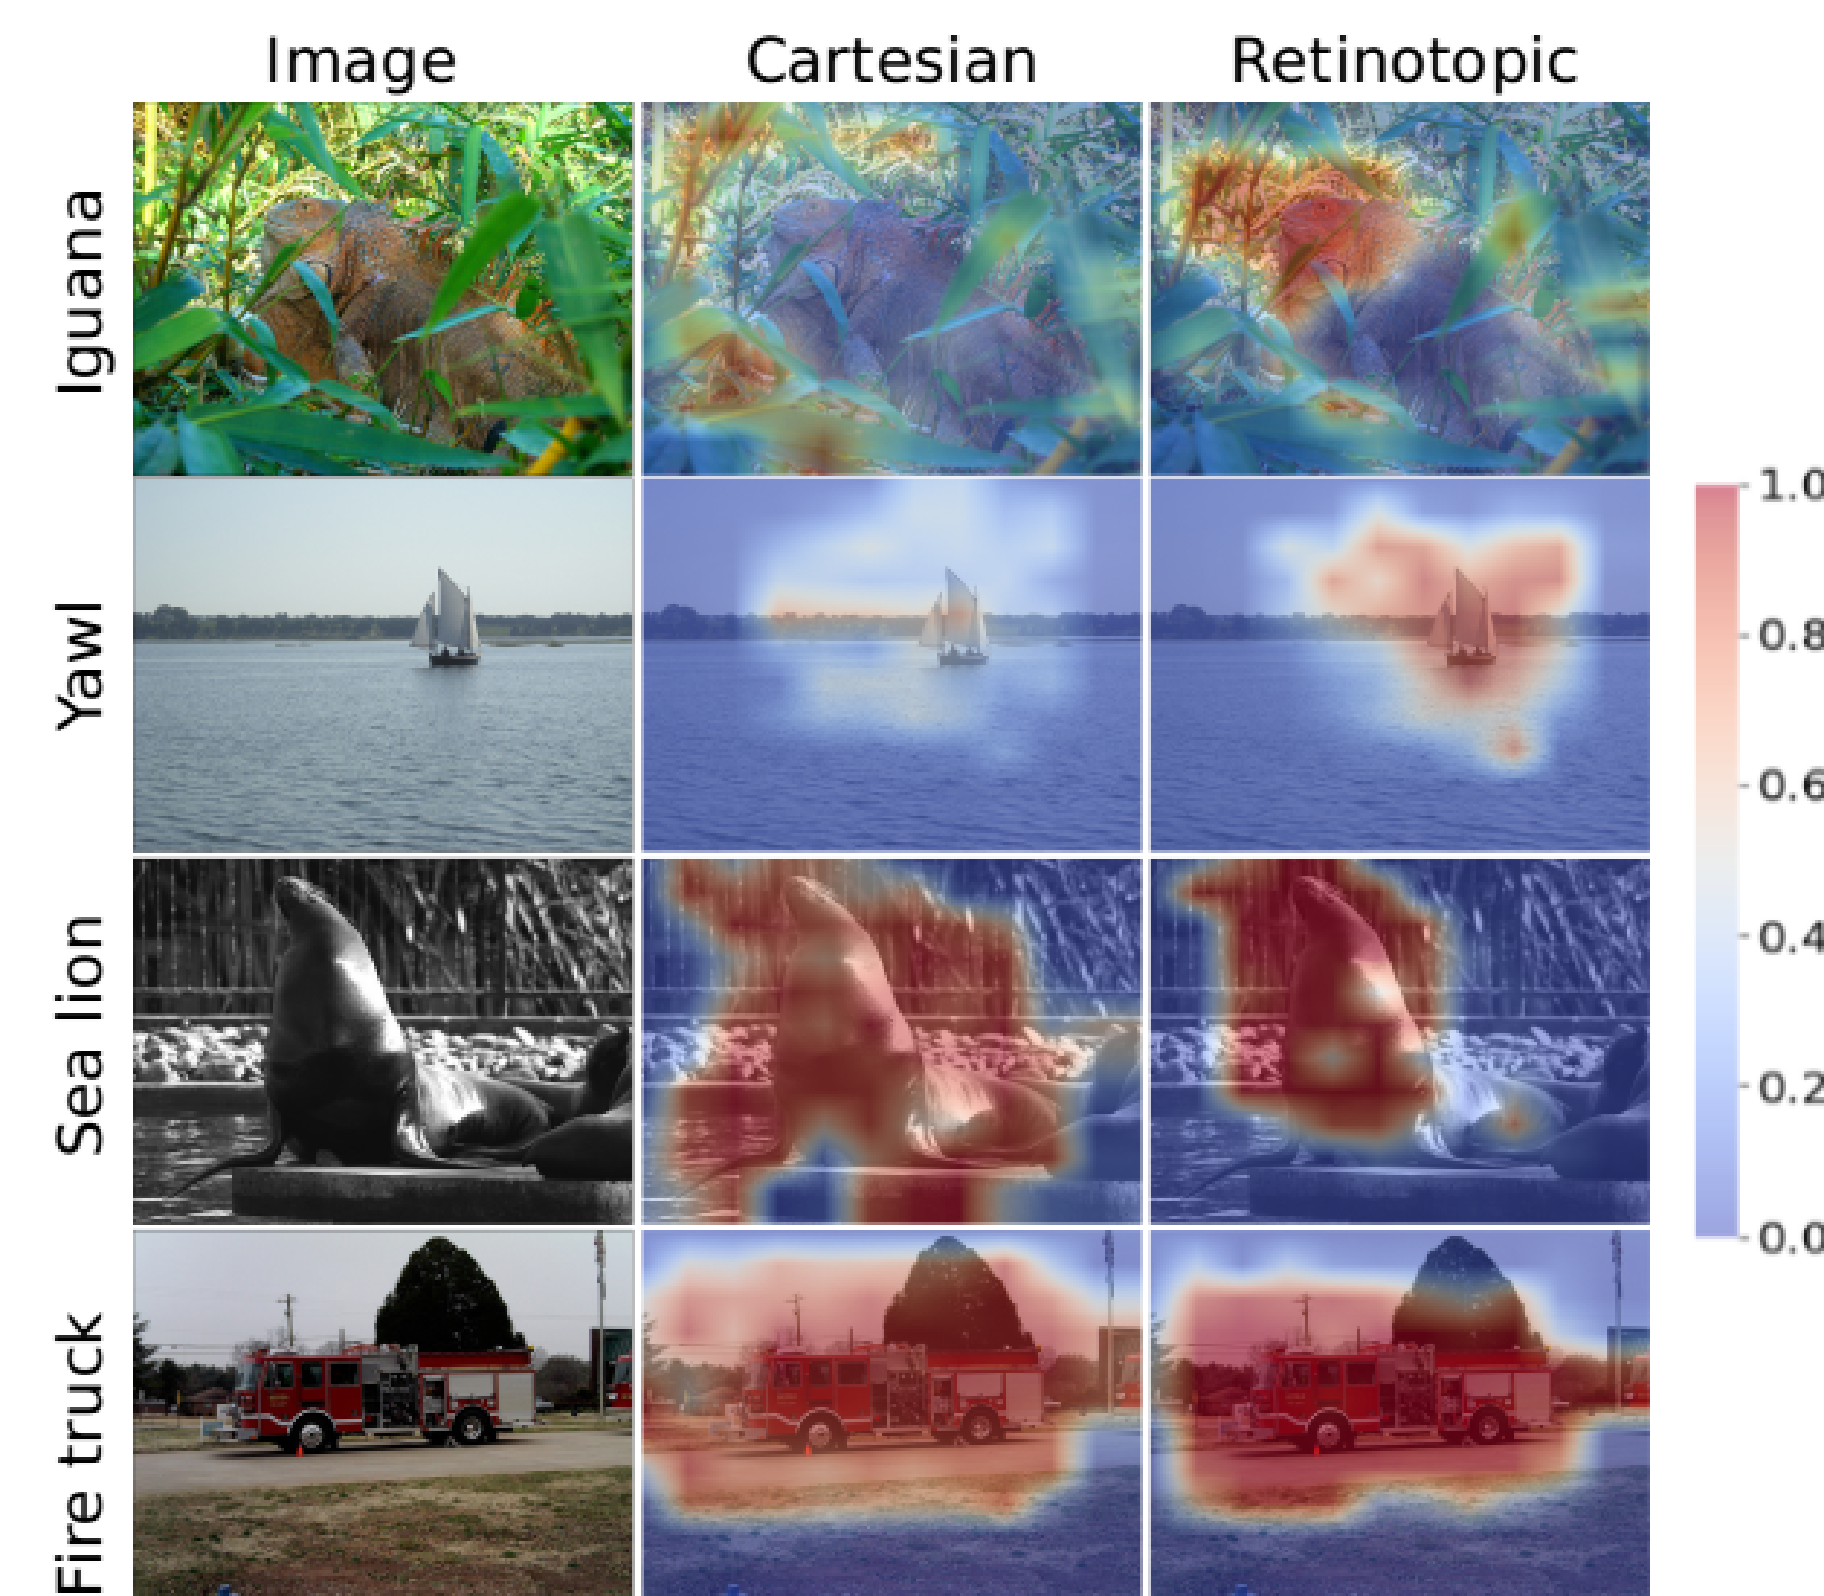 Image Cartesian Retinotopic
Iguana
Yawl
Sea lion
Fire truck
1.0
0.8
0.6
0.4
0.2
0.0